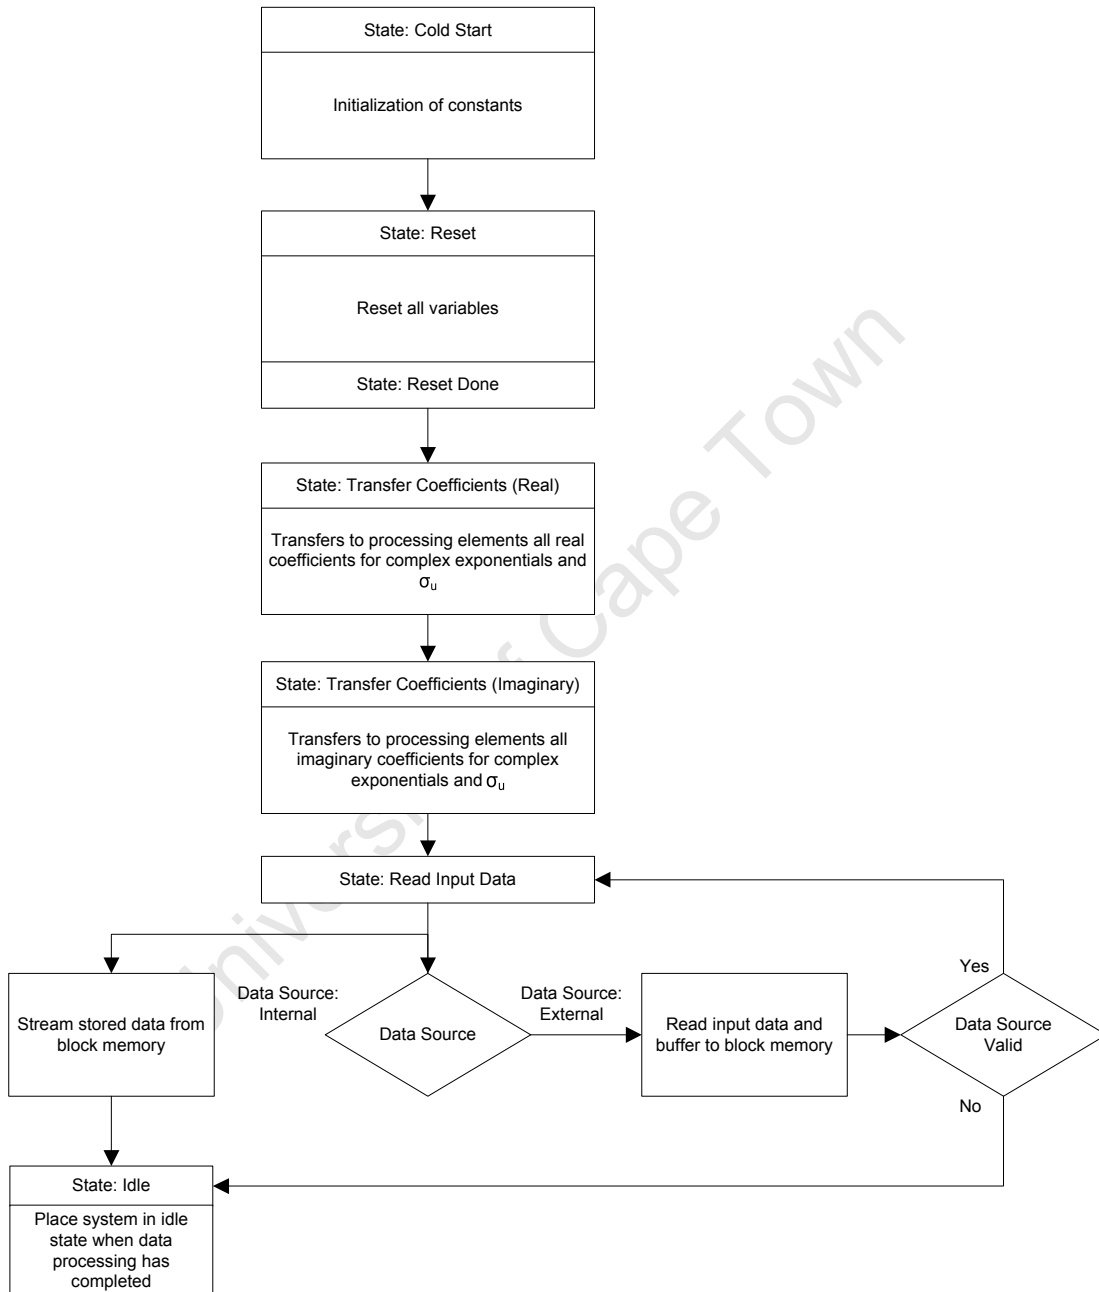 State: Cold Start
Initialization of constants
State: Reset
Reset all variables
State: Reset Done
State: Transfer Coefficients (Real)
Transfers to processing elements all real
coefficients for complex exponentials and
σu
State: Transfer Coefficients (Imaginary)
Transfers to processing elements all
imaginary coefficients for complex
exponentials and σu
State: Read Input Data
Stream stored data from
block memory
Data Source:
Internal
Data Source
Data Source:
External
Read input data and
buffer to block memory
Yes
Data Source
Valid
No
State: Idle
Place system in idle
state when data
processing has
completed
University of Cape Town